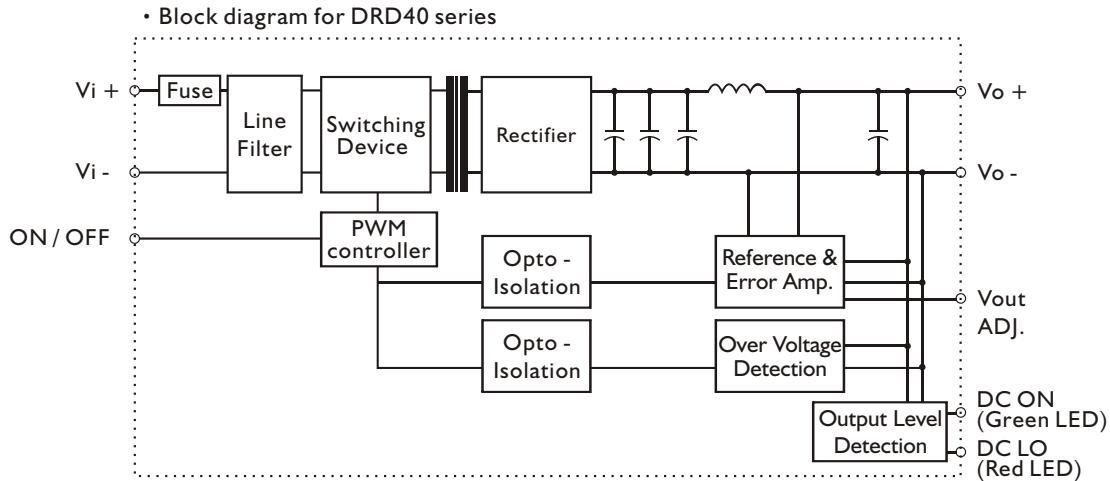 · Block diagram for DRD40 series
Vi +
Fuse
Line
Filter
Switching
Device
Rectifier
Vo +
Vi -
Vo -
ON / OFF
PWM
controller
Opto -
Isolation
Reference &
Error Amp.
Vout
ADJ.
Opto -
Isolation
Over Voltage
Detection
Output Level
Detection
DC ON
(Green LED)
DC LO
(Red LED)